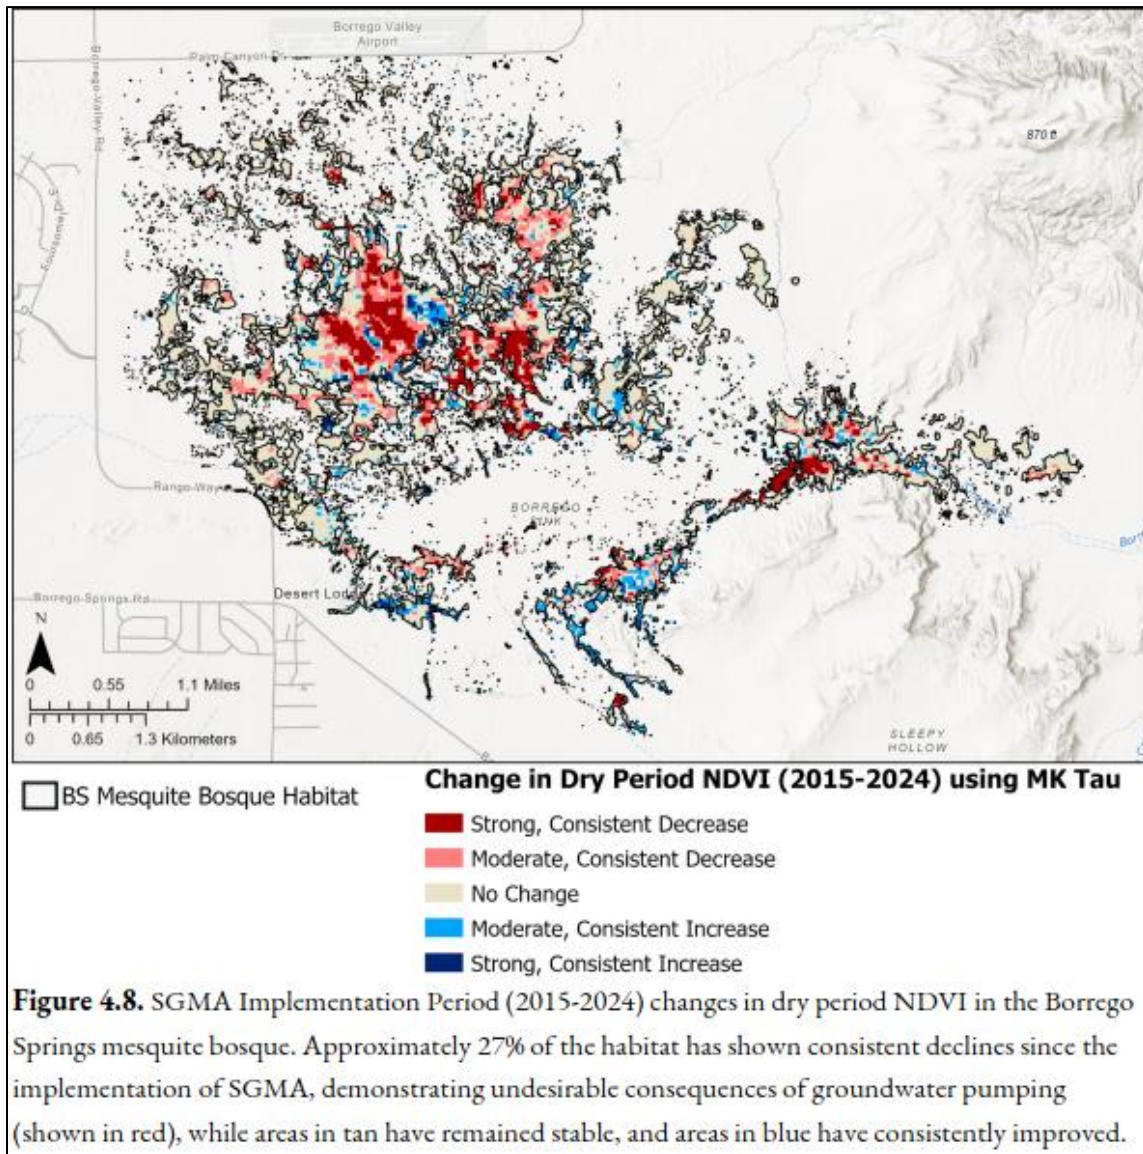 Borrego Valley
Airport
Palm Canyon Dr
Borrego-Valley-Rd
870 ft
Foursome Dr
Rango-Way
BORREGO
SINK
Borr
Desert Lod
Borrego-Springs-Rd
N
0 0.55 1.1 Miles
0 0.65 1.3 Kilometers
SLEEPY
HOLLOW
BS Mesquite Bosque Habitat
Change in Dry Period NDVI (2015-2024) using MK Tau
Strong, Consistent Decrease
Moderate, Consistent Decrease
No Change
Moderate, Consistent Increase
Strong, Consistent Increase
Figure 4.8. SGMA Implementation Period (2015-2024) changes in dry period NDVI in the Borrego
Springs mesquite bosque. Approximately 27% of the habitat has shown consistent declines since the
implementation of SGMA, demonstrating undesirable consequences of groundwater pumping
(shown in red), while areas in tan have remained stable, and areas in blue have consistently improved.